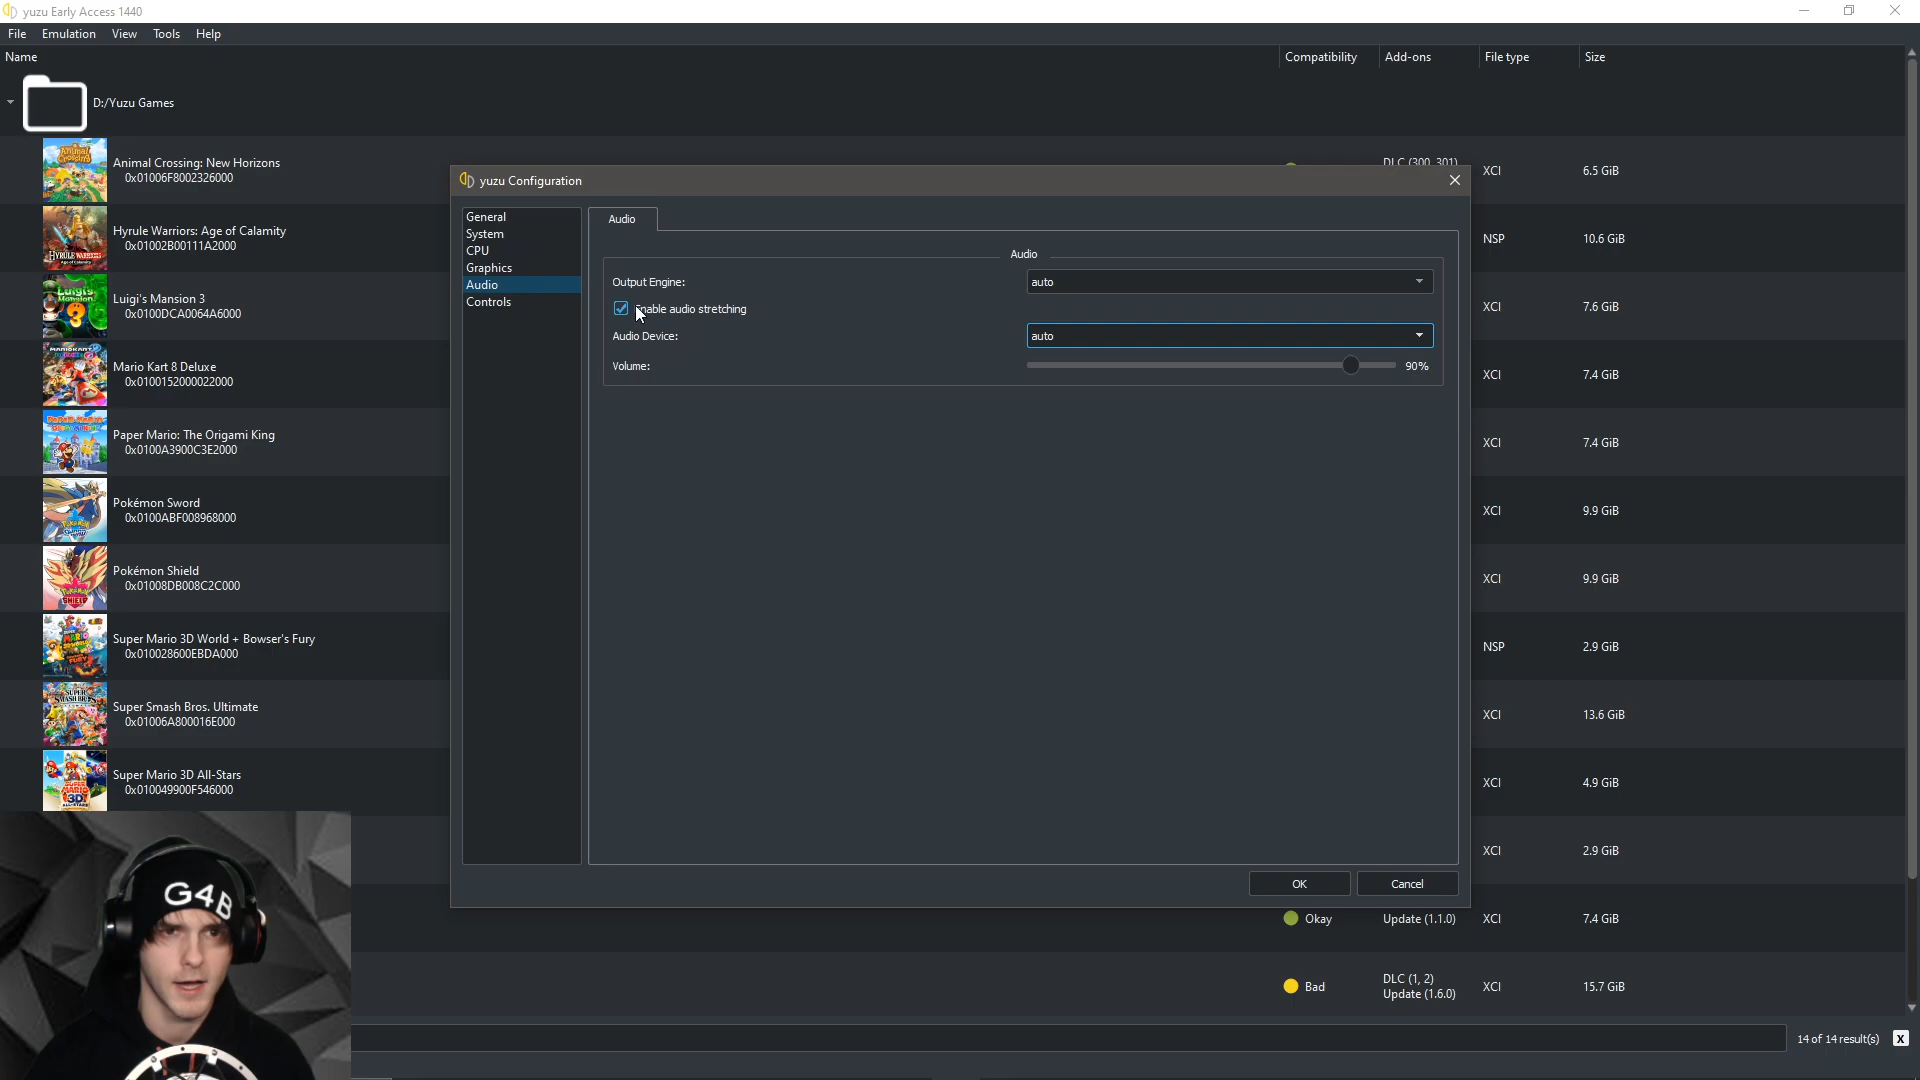 yuzu Early Access 1440
File Emulation View Tools Help
Name Compatibility Add-ons File type Size
D:/Yuzu Games
Animal Crossing: New Horizons
0x01006F8002326000
DLC (300, 301)
XCI 6.5 GiB
yuzu Configuration
General
System
CPU
Graphics
Audio
Controls
Audio
Audio
Output Engine: auto
Enable audio stretching
Audio Device: auto
Volume: 90%
OK Cancel
Hyrule Warriors: Age of Calamity
0x01002B00111A2000
NSP 10.6 GiB
Luigi's Mansion 3
0x0100DCA0064A6000
XCI 7.6 GiB
Mario Kart 8 Deluxe
0x0100152000022000
XCI 7.4 GiB
Paper Mario: The Origami King
0x0100A3900C3E2000
XCI 7.4 GiB
Pokémon Sword
0x0100ABF008968000
XCI 9.9 GiB
Pokémon Shield
0x01008DB008C2C000
XCI 9.9 GiB
Super Mario 3D World + Bowser's Fury
0x010028600EBDA000
NSP 2.9 GiB
Super Smash Bros. Ultimate
0x01006A800016E000
XCI 13.6 GiB
Super Mario 3D All-Stars
0x010049900F546000
XCI 4.9 GiB
XCI 2.9 GiB
Okay Update (1.1.0) XCI 7.4 GiB
Bad DLC (1, 2)
Update (1.6.0) XCI 15.7 GiB
14 of 14 result(s) X
G4B